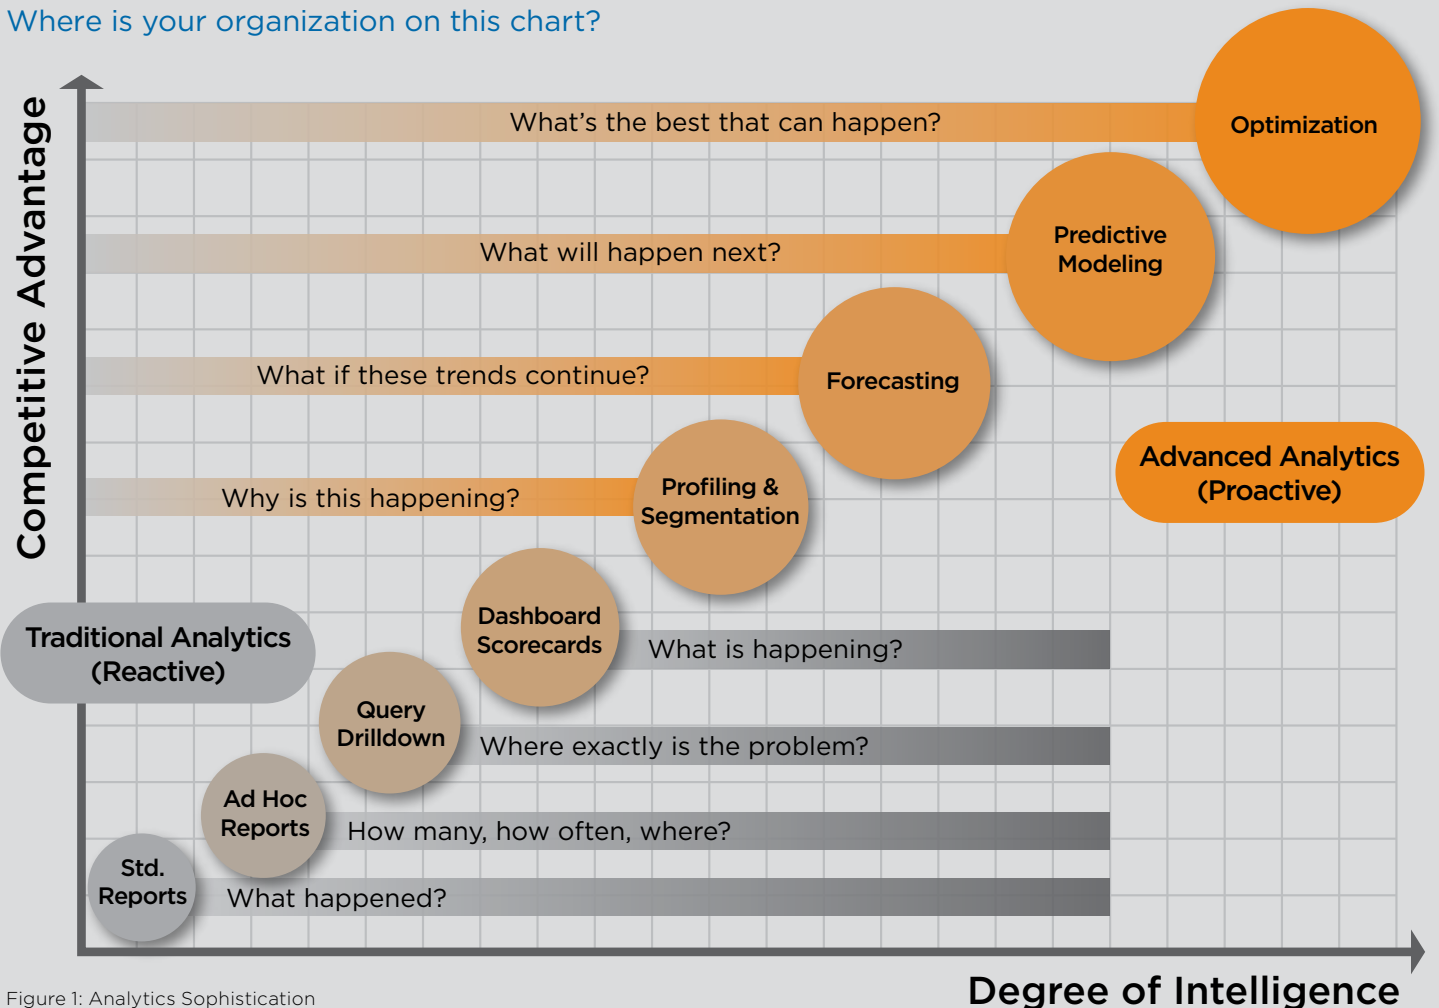 Where is your organization on this chart?
Competitive Advantage
What's the best that can happen?
Optimization
What will happen next?
Predictive
Modeling
What if these trends continue?
Forecasting
Advanced Analytics
(Proactive)
Why is this happening?
Profiling &
Segmentation
Traditional Analytics
(Reactive)
Dashboard
Scorecards
What is happening?
Query
Drilldown
Where exactly is the problem?
Ad Hoc
Reports
How many, how often, where?
Std.
Reports
What happened?
Degree of Intelligence
Figure 1: Analytics Sophistication